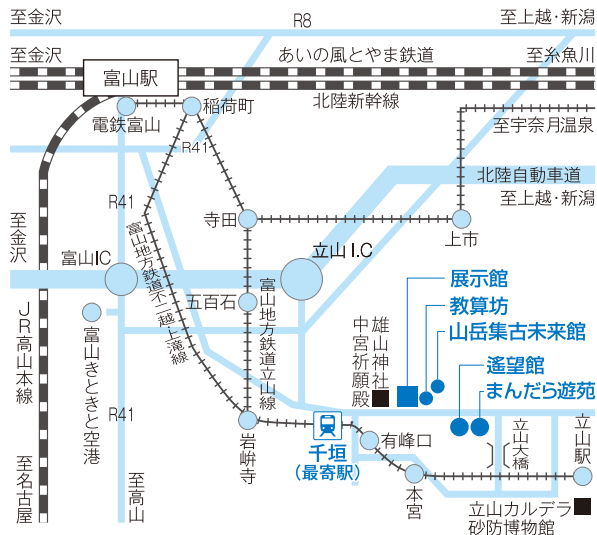 至金沢
R8
至上越・新潟
至金沢
あいの風とやま鉄道
至糸魚川
富山駅
北陸新幹線
電鉄富山
稲荷町
至宇奈月温泉
R41
北陸自動車道
至上越・新潟
R41
寺田
上市
至金沢
富山地方鉄道不二越・上滝線
立山I.C
富山IC
展示館
五百石
富山地方鉄道立山線
教算坊
JR高山本線
富山きときと空港
雄山神社
中宮祈願殿
山岳集古未来館
遙望館
まんだら遊苑
R41
岩峅寺
千垣
(最寄駅)
有峰口
立山大橋
立山駅
至名古屋
至高山
本宮
立山カルデラ
砂防博物館